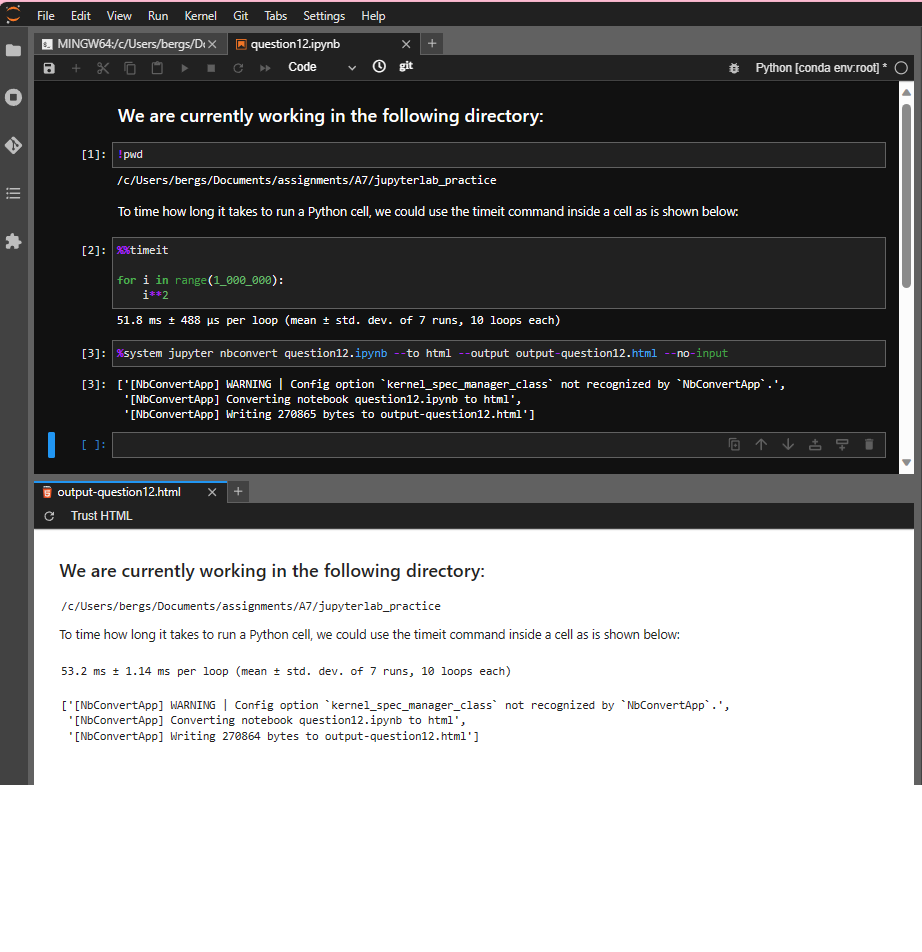 File Edit View Run Kernel Git Tabs Settings Help
MINGW64:/c/Users/bergs/Do
question12.ipynb
Code
git
Python [conda env:root] *
We are currently working in the following directory:
[1]: !pwd
/c/Users/bergs/Documents/assignments/A7/jupyterlab_practice
To time how long it takes to run a Python cell, we could use the timeit command inside a cell as is shown below:
[2]: %%timeit
for i in range(1_000_000):
    i**2
51.8 ms ± 488 µs per loop (mean ± std. dev. of 7 runs, 10 loops each)
[3]: %system jupyter nbconvert question12.ipynb --to html --output output-question12.html --no-input
[3]: ['[NbConvertApp] WARNING | Config option `kernel_spec_manager_class` not recognized by `NbConvertApp`.',
'[NbConvertApp] Converting notebook question12.ipynb to html',
'[NbConvertApp] Writing 270865 bytes to output-question12.html']
[ ]:
output-question12.html
Trust HTML
We are currently working in the following directory:
/c/Users/bergs/Documents/assignments/A7/jupyterlab_practice
To time how long it takes to run a Python cell, we could use the timeit command inside a cell as is shown below:
53.2 ms ± 1.14 ms per loop (mean ± std. dev. of 7 runs, 10 loops each)
['[NbConvertApp] WARNING | Config option `kernel_spec_manager_class` not recognized by `NbConvertApp`.',
'[NbConvertApp] Converting notebook question12.ipynb to html',
'[NbConvertApp] Writing 270864 bytes to output-question12.html']